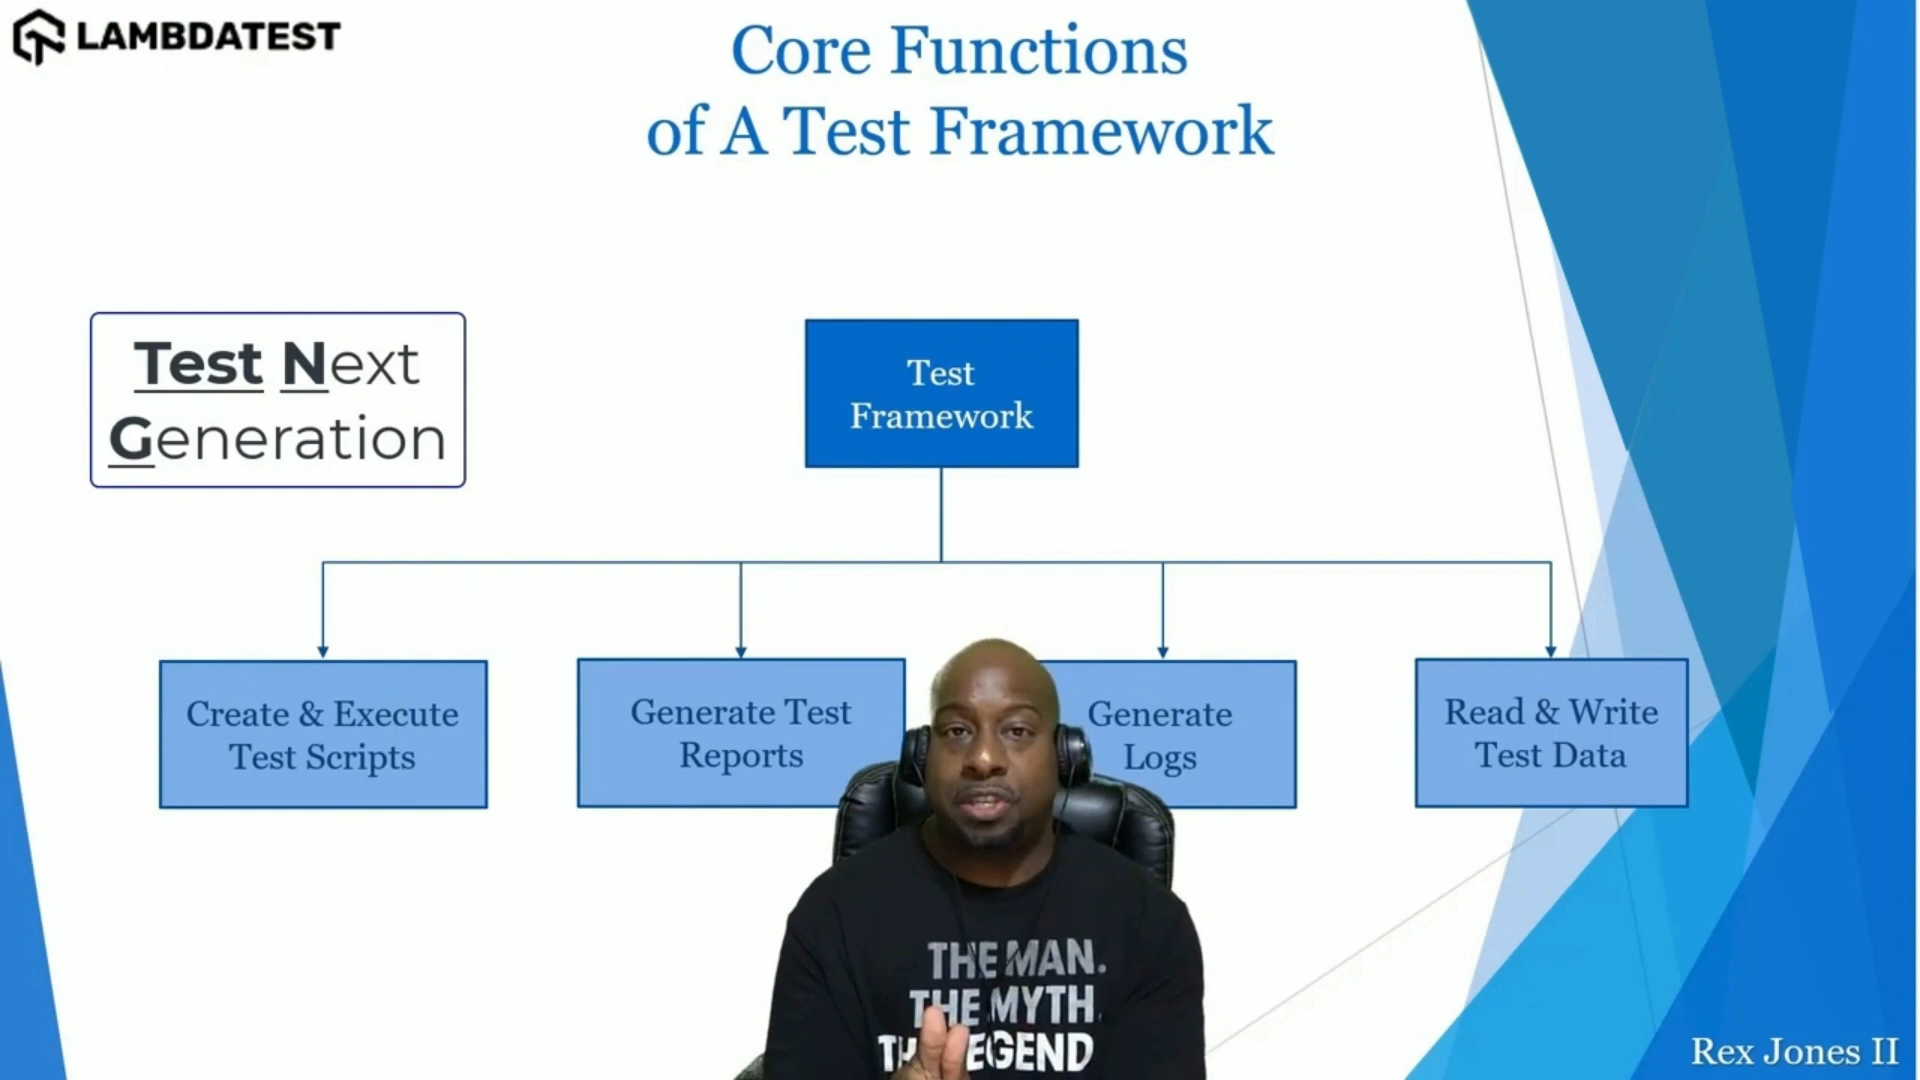 LAMBDATEST
Core Functions
of A Test Framework
Test Next
Generation
Test
Framework
Create & Execute
Test Scripts
Generate Test
Reports
Generate
Logs
Read & Write
Test Data
THE MAN.
THE MYTH.
Rex Jones II